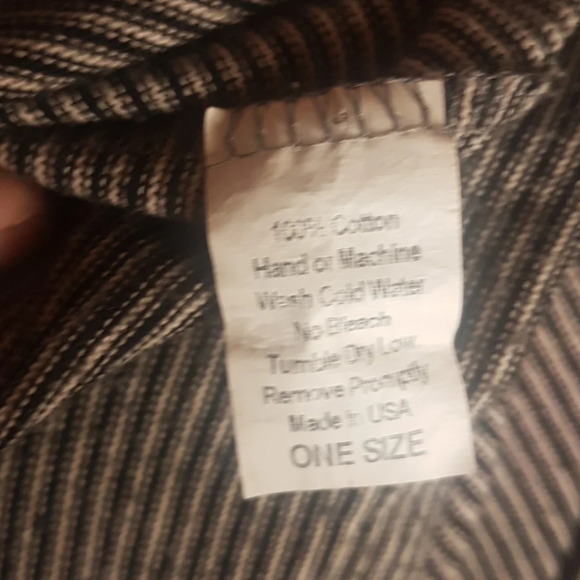 100% Cotton
Hand or Machine
Wash Cold Water
No Bleach
Tumble Dry Low
Remove Promptly
Made in USA
ONE SIZE